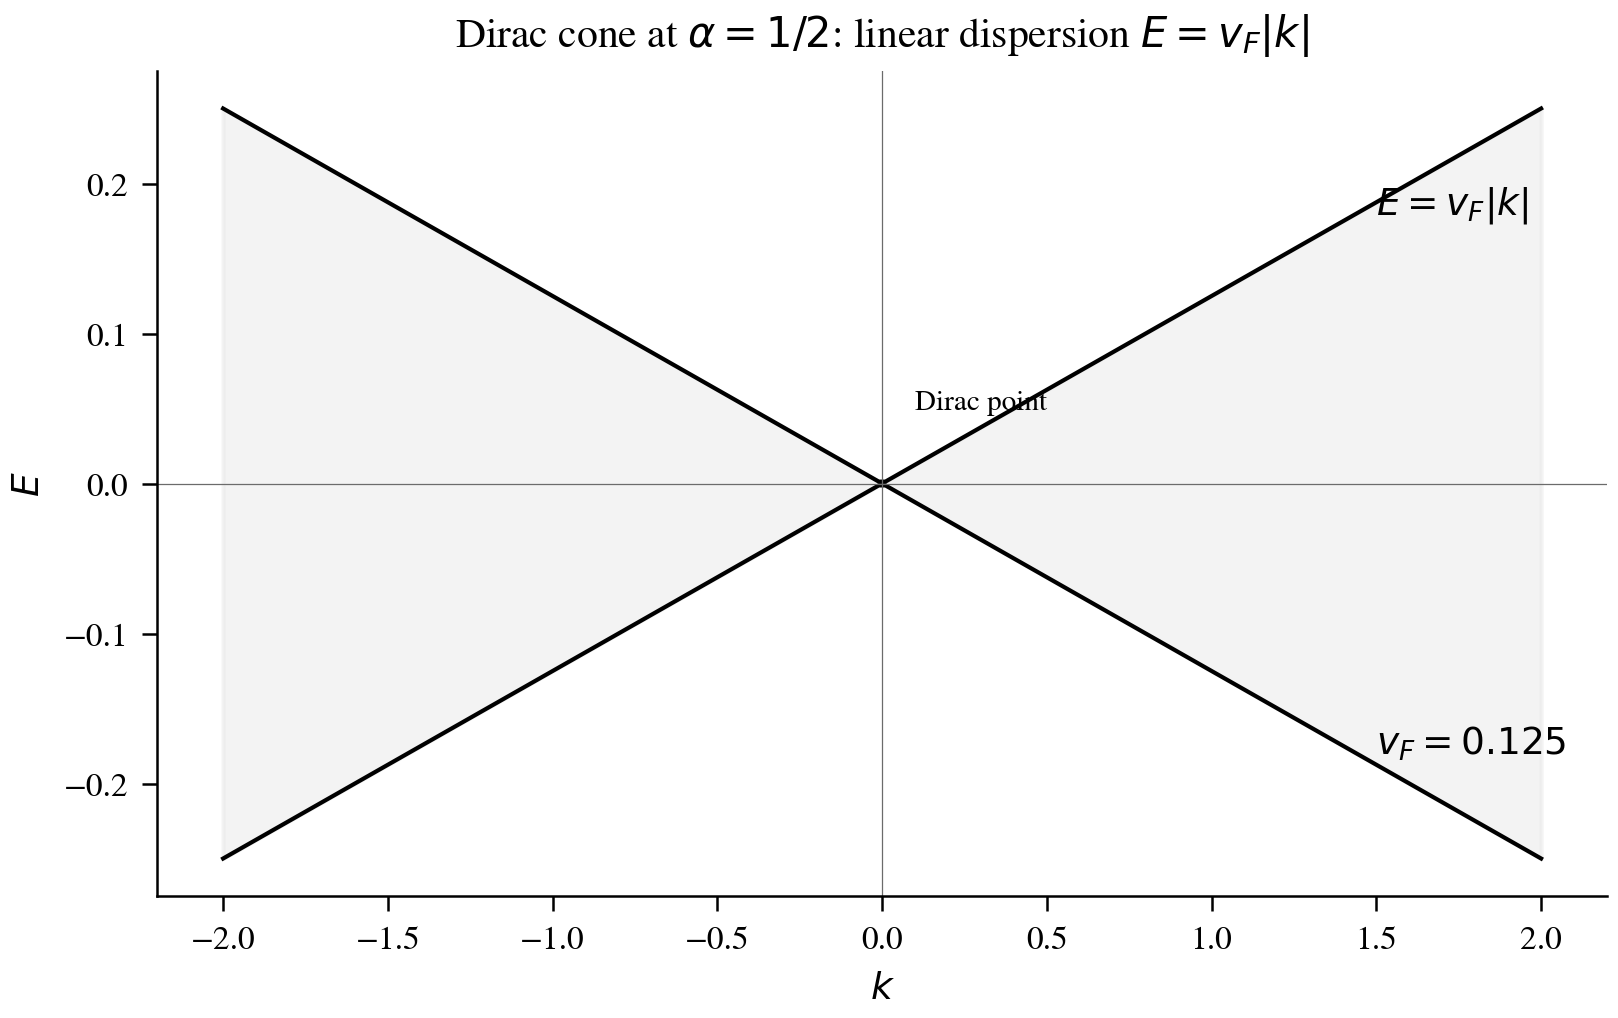 Dirac cone at α = 1/2: linear dispersion E = v_F|k|
E
0.2
0.1
0.0
−0.1
−0.2
E = v_F|k|
Dirac point
v_F = 0.125
−2.0 −1.5 −1.0 −0.5 0.0 0.5 1.0 1.5 2.0
k